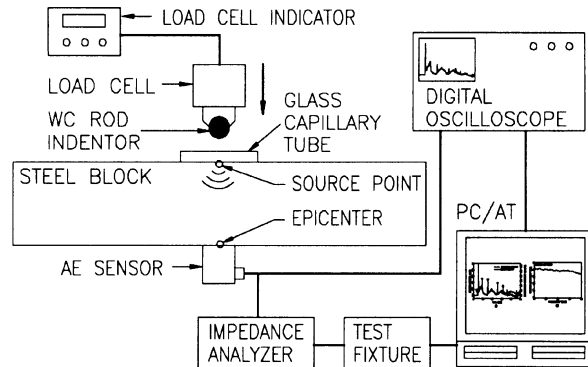 LOAD CELL INDICATOR
LOAD CELL
WC ROD
INDENTOR
GLASS
CAPILLARY
TUBE
DIGITAL
OSCILLOSCOPE
STEEL BLOCK
SOURCE POINT
EPICENTER
PC/AT
AE SENSOR
IMPEDANCE
ANALYZER
TEST
FIXTURE